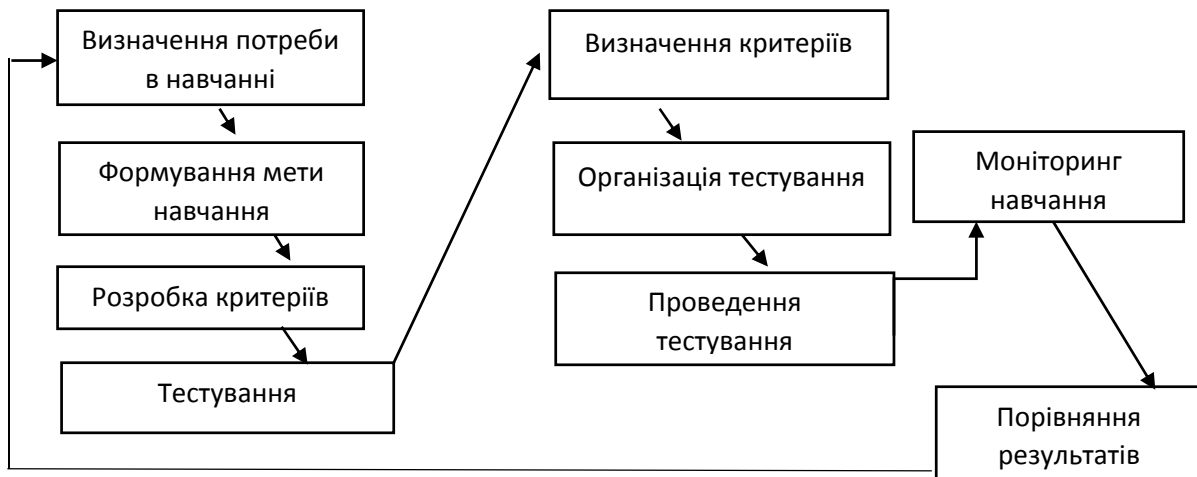 Визначення потреби
в навчанні
Формування мети
навчання
Розробка критеріїв
Тестування
Визначення критеріїв
Організація тестування
Проведення
тестування
Моніторинг
навчання
Порівняння
результатів